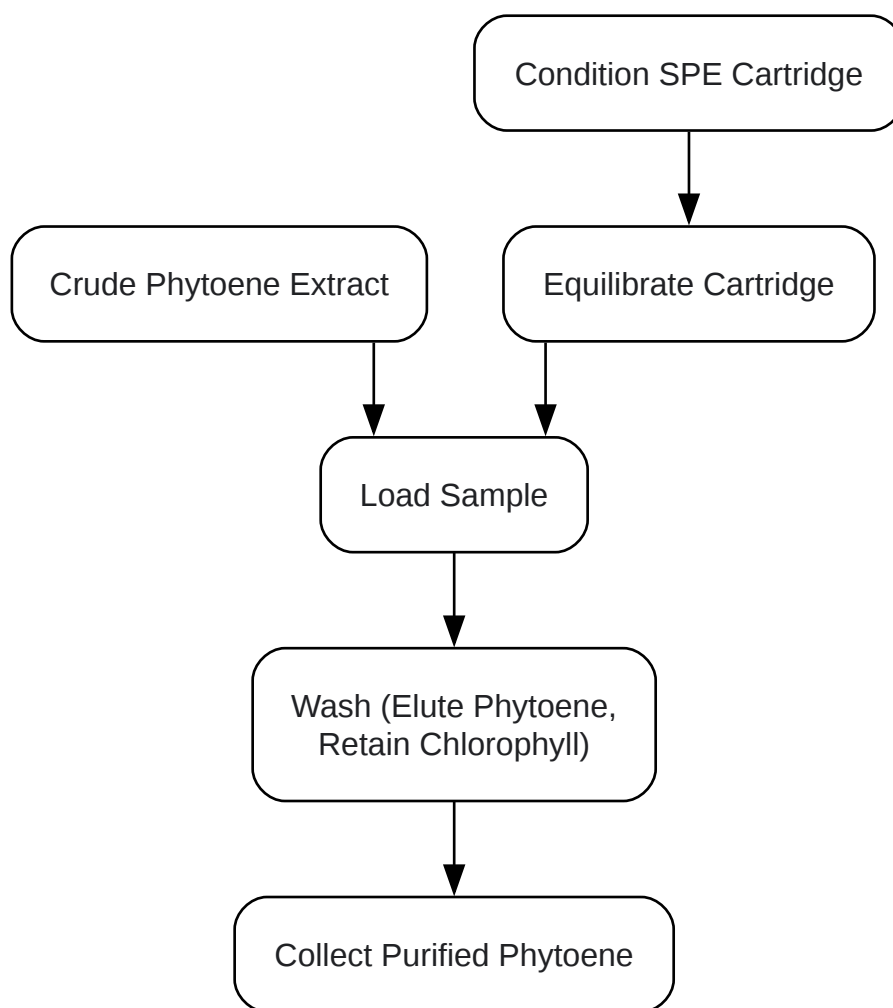 Condition SPE Cartridge
Crude Phytoene Extract
Equilibrate Cartridge
Load Sample
Wash (Elute Phytoene,
Retain Chlorophyll)
Collect Purified Phytoene